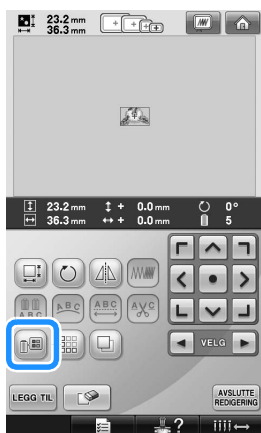 23.2 mm
36.3 mm
23.2 mm + 0.0 mm 0°
36.3 mm + 0.0 mm 5
ABC ABC ABC AVC
VELG
LEGG TIL
AVSLUTTE
REDIGERING
?